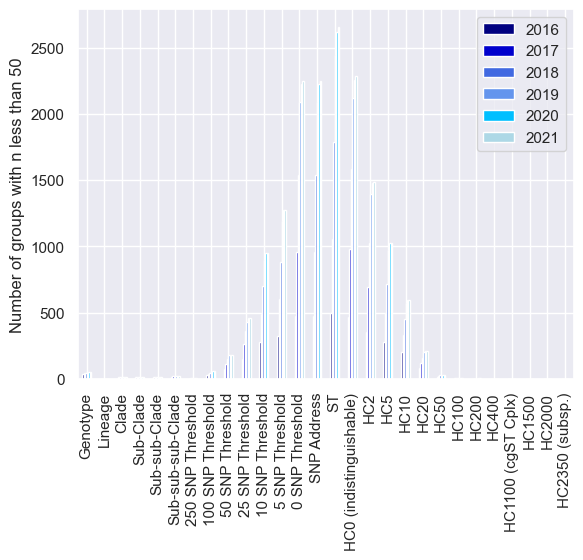 Number of groups with n less than 50
2500
2000
1500
1000
500
0
2016
2017
2018
2019
2020
2021
Genotype
Lineage
Clade
Sub-Clade
Sub-sub-Clade
Sub-sub-sub-Clade
250 SNP Threshold
100 SNP Threshold
50 SNP Threshold
25 SNP Threshold
10 SNP Threshold
5 SNP Threshold
0 SNP Threshold
SNP Address
ST
HC0 (indistinguishable)
HC2
HC5
HC10
HC20
HC50
HC100
HC200
HC400
HC1100 (cgST Cplx)
HC1500
HC2000
HC2350 (subsp.)